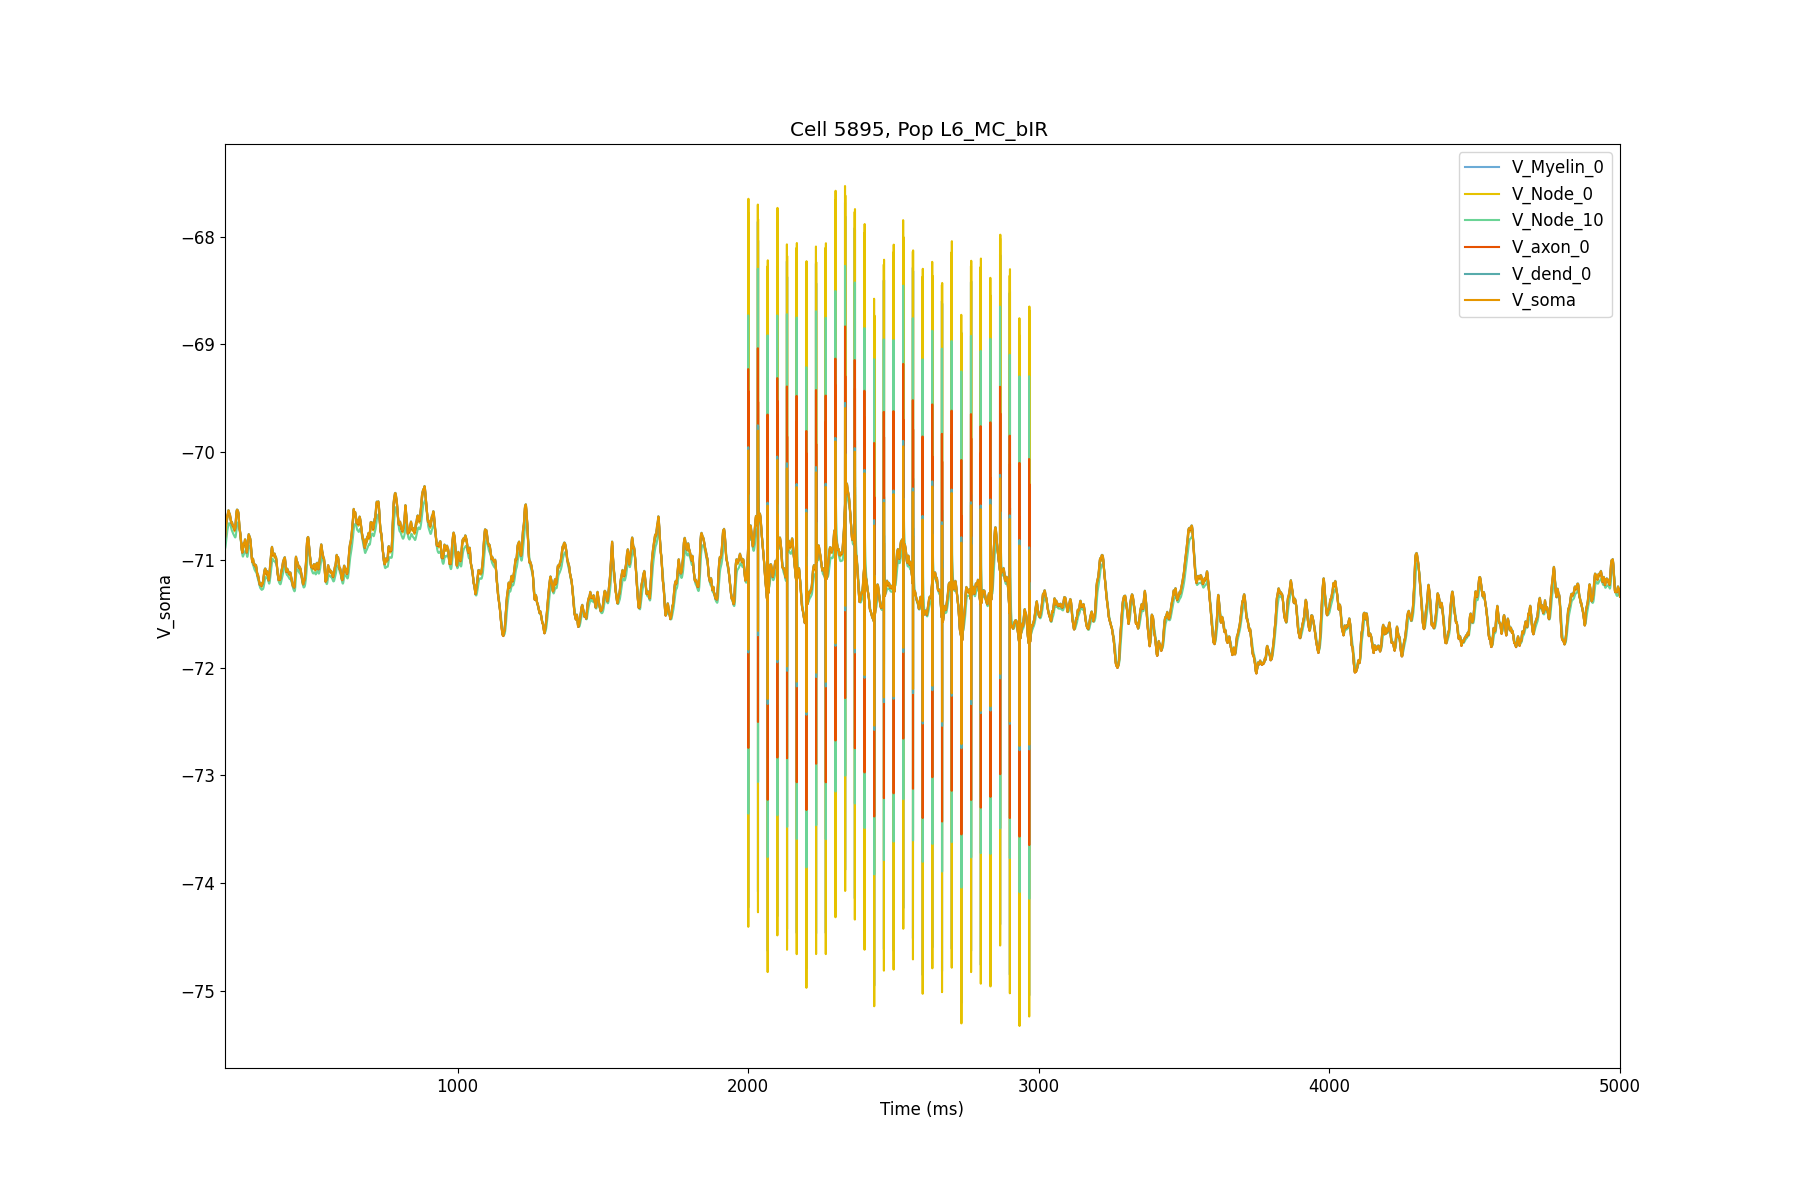 Cell 5895, Pop L6_MC_bIR
V_Myelin_0
V_Node_0
V_Node_10
V_axon_0
V_dend_0
V_soma
−68
−69
−70
−71
−72
−73
−74
−75
V_soma
1000
2000
3000
4000
5000
Time (ms)